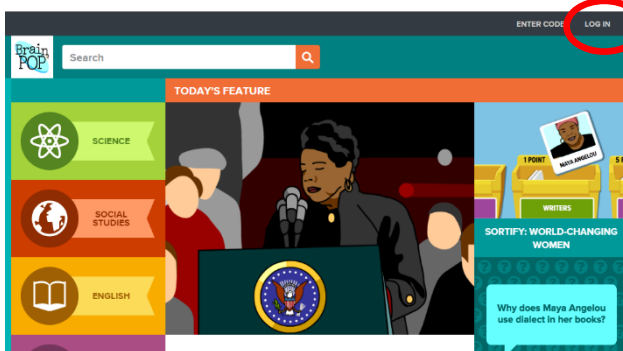 ENTER CODE LOG IN
Brain
POP
Search
TODAY'S FEATURE
SCIENCE
SOCIAL
STUDIES
ENGLISH
1 POINT
MAYA ANGELOU
5 P
WRITERS
SORTIFY: WORLD-CHANGING
WOMEN
Why does Maya Angelou
use dialect in her books?